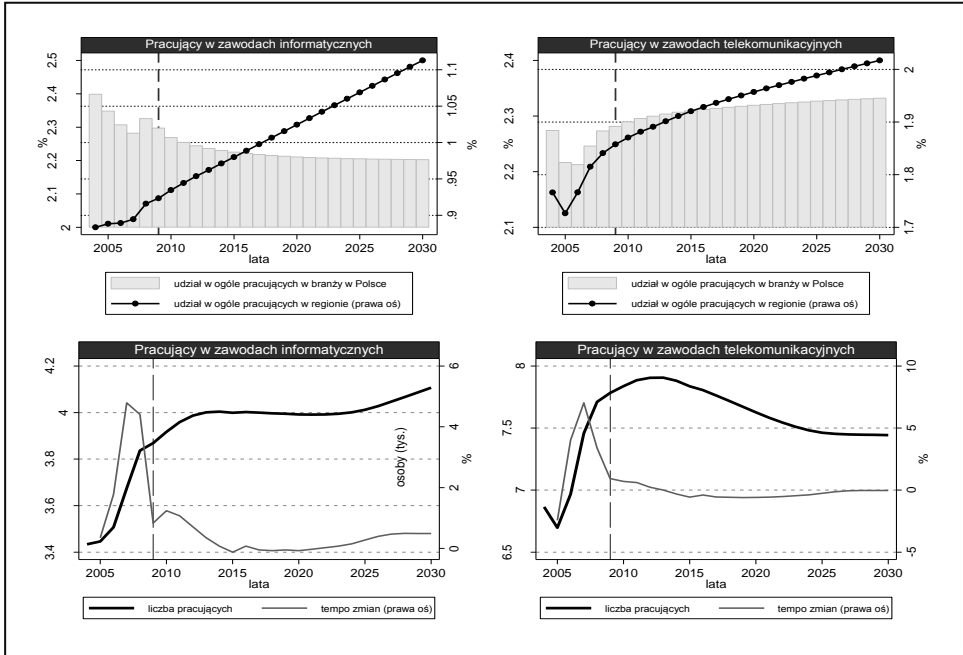 Pracujący w zawodach informatycznych
2.5
2.4
2.3
2.2
2.1
2
%
1.1
1.05
1
.95
.9
%
2005 2010 2015 2020 2025 2030
lata
udział w ogóle pracujących w branży w Polsce
udział w ogóle pracujących w regionie (prawa oś)
Pracujący w zawodach telekomunikacyjnych
2.4
2.3
2.2
2.1
%
2
1.9
1.8
1.7
%
2005 2010 2015 2020 2025 2030
lata
udział w ogóle pracujących w branży w Polsce
udział w ogóle pracujących w regionie (prawa oś)
Pracujący w zawodach informatycznych
4.2
4
3.8
3.6
3.4
6
4
2
0
%
2005 2010 2015 2020 2025 2030
lata
liczba pracujących tempo zmian (prawa oś)
Pracujący w zawodach telekomunikacyjnych
osoby (tys.)
8
7.5
7
6.5
10
5
0
-5
%
2005 2010 2015 2020 2025 2030
lata
liczba pracujących tempo zmian (prawa oś)